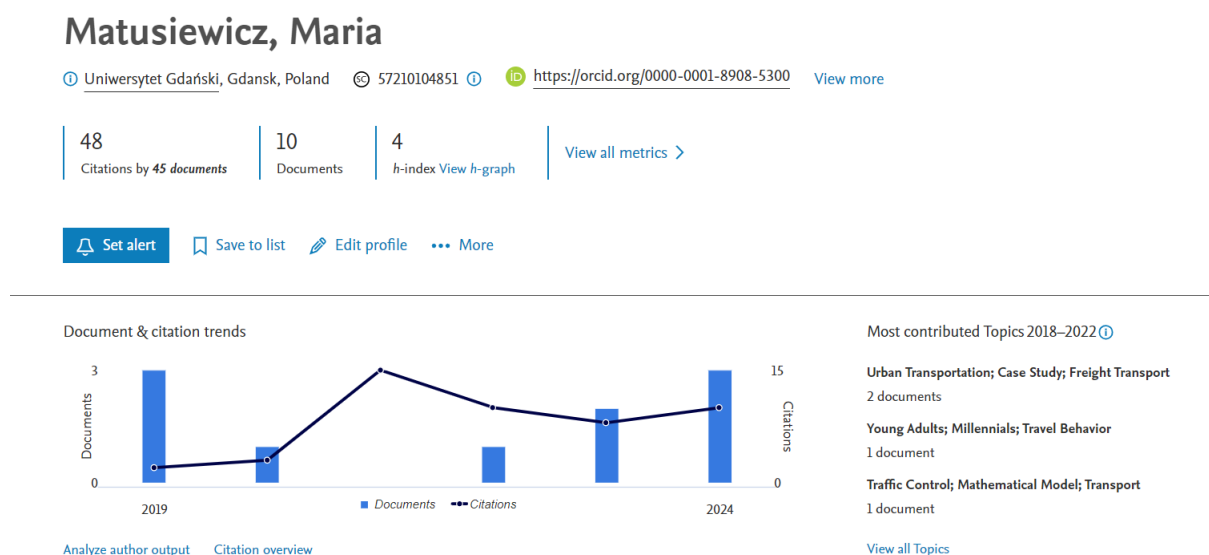 Matusiewicz, Maria
Uniwersytet Gdański, Gdansk, Poland SC 57210104851 iD https://orcid.org/0000-0001-8908-5300 View more
48 10 4
Citations by 45 documents Documents h-index View h-graph View all metrics
Set alert Save to list Edit profile More
Document & citation trends
3 15
Documents Citations
0 0
2019 2024
Documents Citations
Analyze author output Citation overview
Most contributed Topics 2018–2022
Urban Transportation; Case Study; Freight Transport
2 documents
Young Adults; Millennials; Travel Behavior
1 document
Traffic Control; Mathematical Model; Transport
1 document
View all Topics